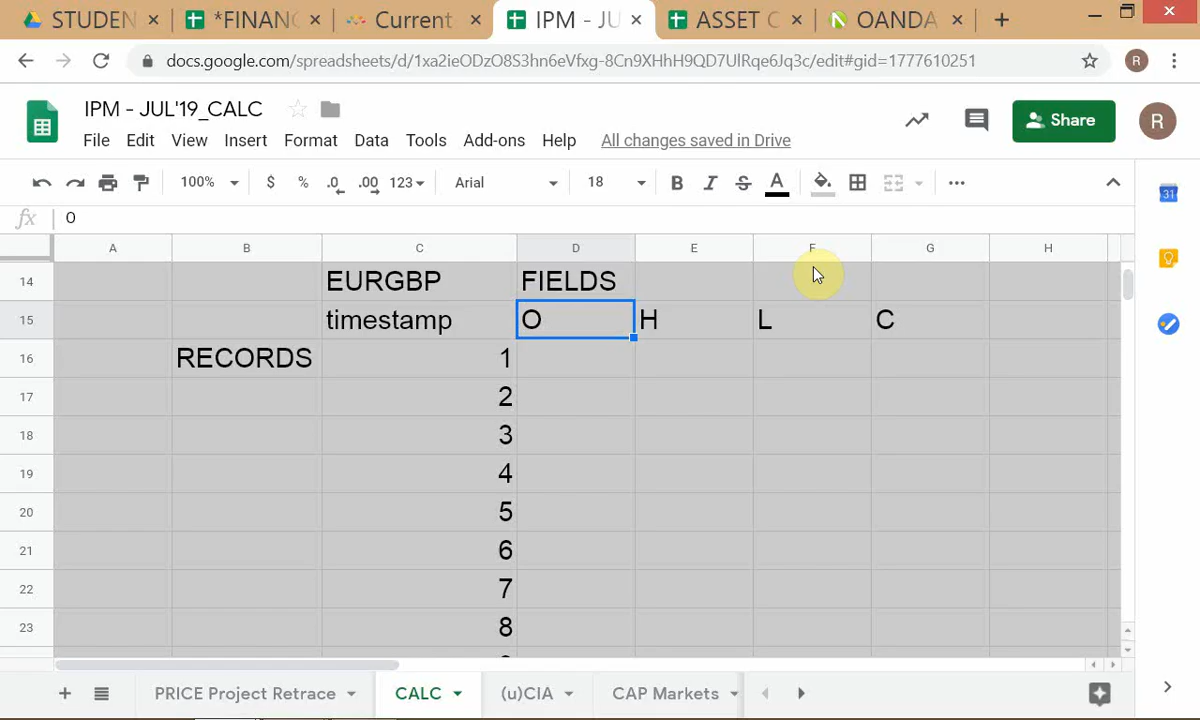 STUDEN
*FINANC
Current
IPM - JU
ASSET C
OANDA
docs.google.com/spreadsheets/d/1xa2ieODzO8S3hn6eVfxg-8Cn9XHhH9QD7UlRqe6Jq3c/edit#gid=1777610251
R
IPM - JUL'19_CALC
File Edit View Insert Format Data Tools Add-ons Help All changes saved in Drive
Share
R
100% $ % .0 .00 123 Arial 18 B I S A
31
fx O
A B C D E F G H
14 EURGBP FIELDS
15 timestamp O H L C
16 RECORDS 1
17 2
18 3
19 4
20 5
21 6
22 7
23 8
PRICE Project Retrace CALC (u)CIA CAP Markets